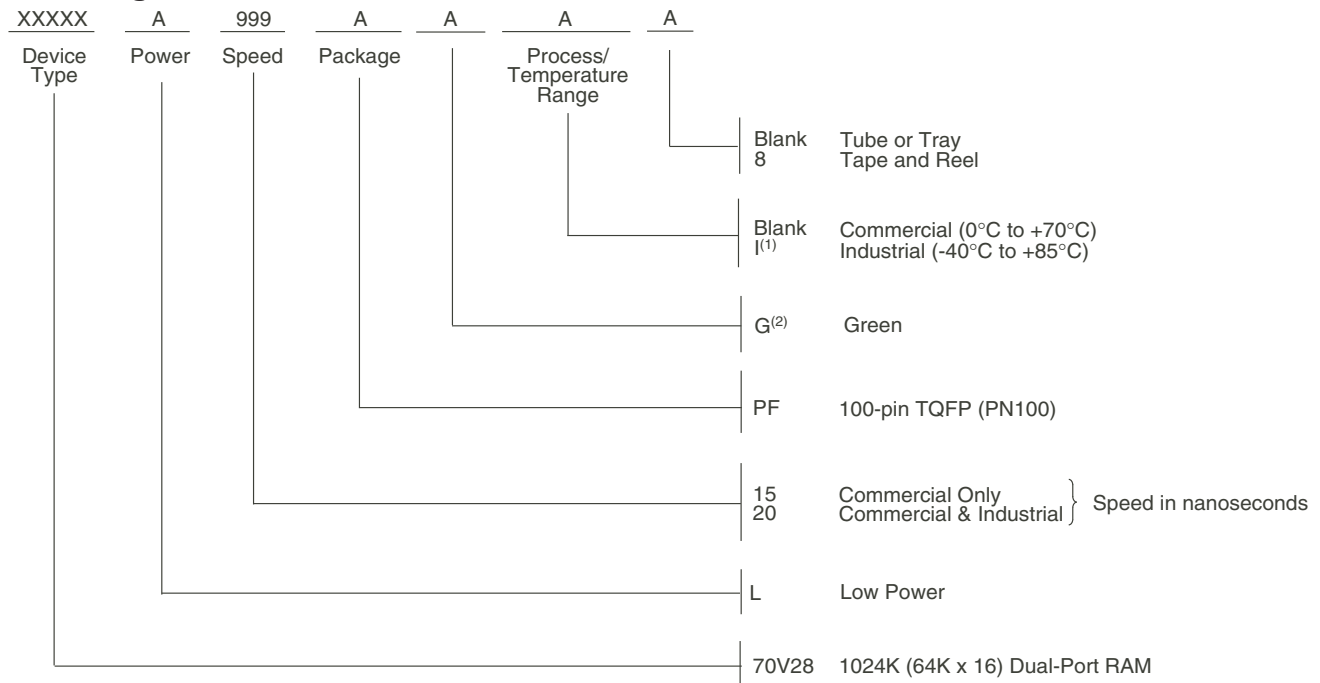 XXXXX A 999 A A A A
Device Type Power Speed Package Process/ Temperature Range
Blank Tube or Tray
8 Tape and Reel
Blank Commercial (0°C to +70°C)
I(1) Industrial (-40°C to +85°C)
G(2) Green
PF 100-pin TQFP (PN100)
15 Commercial Only
20 Commercial & Industrial
Speed in nanoseconds
L Low Power
70V28 1024K (64K x 16) Dual-Port RAM